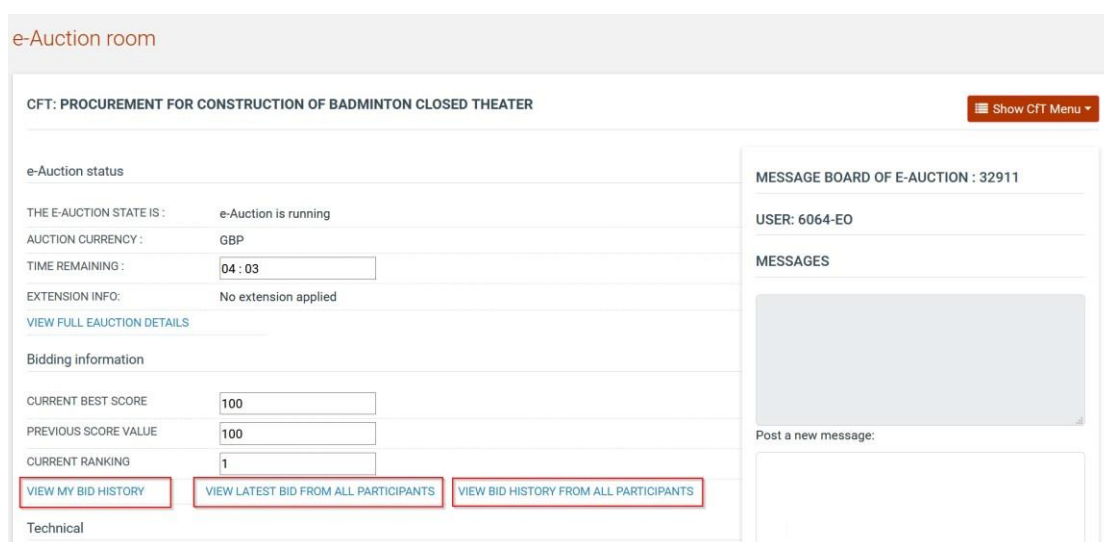 e-Auction room
CFT: PROCUREMENT FOR CONSTRUCTION OF BADMINTON CLOSED THEATER
Show CfT Menu
e-Auction status
THE E-AUCTION STATE IS : e-Auction is running
AUCTION CURRENCY : GBP
TIME REMAINING : 04 : 03
EXTENSION INFO: No extension applied
VIEW FULL EAUCTION DETAILS
Bidding information
CURRENT BEST SCORE 100
PREVIOUS SCORE VALUE 100
CURRENT RANKING 1
VIEW MY BID HISTORY VIEW LATEST BID FROM ALL PARTICIPANTS VIEW BID HISTORY FROM ALL PARTICIPANTS
Technical
MESSAGE BOARD OF E-AUCTION : 32911
USER: 6064-EO
MESSAGES
Post a new message: